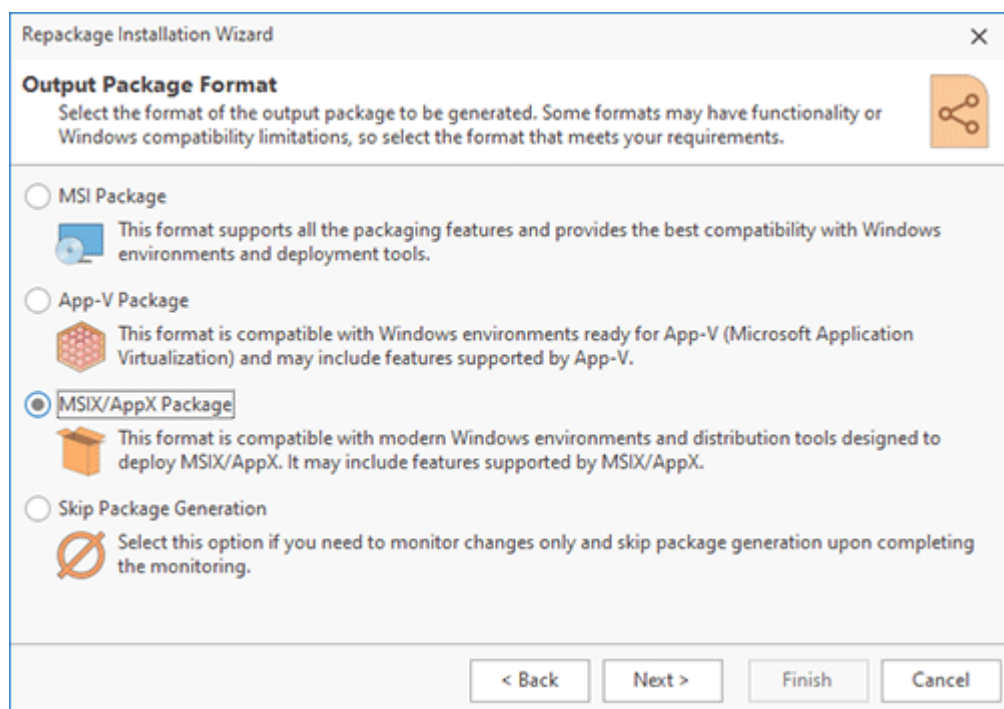 Repackage Installation Wizard
Output Package Format
Select the format of the output package to be generated. Some formats may have functionality or
Windows compatibility limitations, so select the format that meets your requirements.
MSI Package
This format supports all the packaging features and provides the best compatibility with Windows
environments and deployment tools.
App-V Package
This format is compatible with Windows environments ready for App-V (Microsoft Application
Virtualization) and may include features supported by App-V.
MSIX/AppX Package
This format is compatible with modern Windows environments and distribution tools designed to
deploy MSIX/AppX. It may include features supported by MSIX/AppX.
Skip Package Generation
Select this option if you need to monitor changes only and skip package generation upon completing
the monitoring.
< Back Next > Finish Cancel